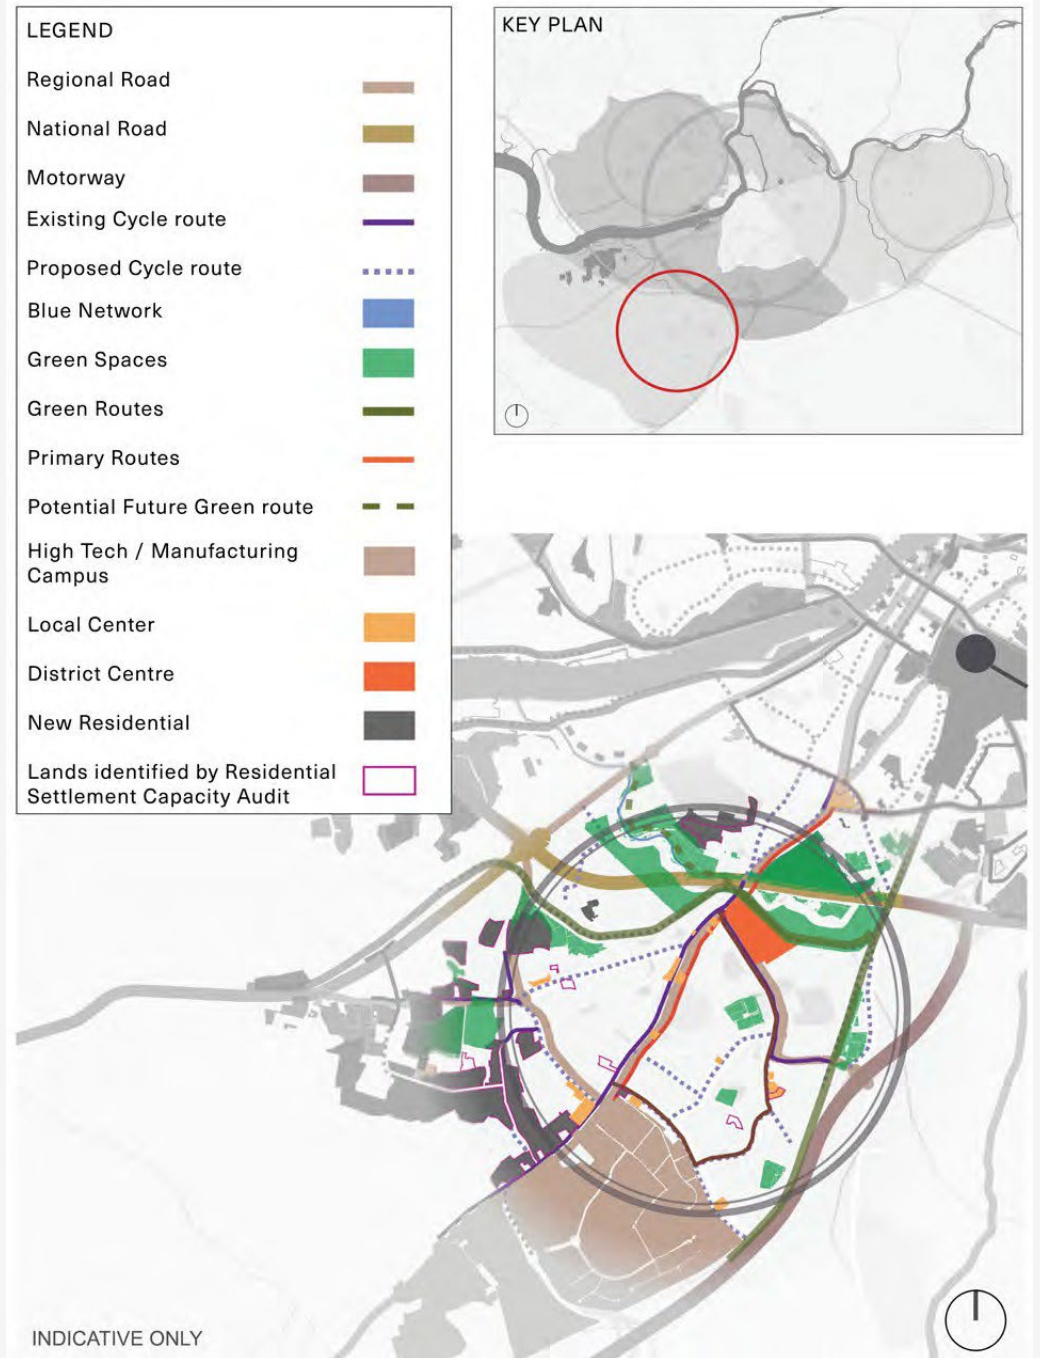 LEGEND
Regional Road
National Road
Motorway
Existing Cycle route
Proposed Cycle route
Blue Network
Green Spaces
Green Routes
Primary Routes
Potential Future Green route
High Tech / Manufacturing
Campus
Local Center
District Centre
New Residential
Lands identified by Residential
Settlement Capacity Audit
KEY PLAN
INDICATIVE ONLY